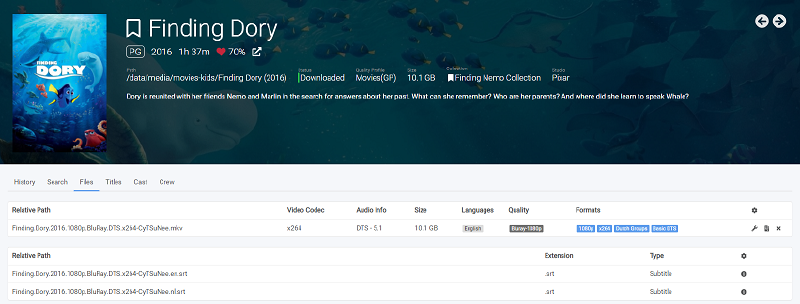 FINDING
DORY
Finding Dory
PG 2016 1h 37m 70%
Path Status Quality Profile Size Collection Studio
/data/media/movies-kids/Finding Dory (2016) Downloaded Movies(GP) 10.1 GB Finding Nemo Collection Pixar
Dory is reunited with her friends Nemo and Marlin in the search for answers about her past. What can she remember? Who are her parents? And where did she learn to speak Whale?
History Search Files Titles Cast Crew
Relative Path Video Codec Audio Info Size Languages Quality Formats
Finding.Dory.2016.1080p.BluRay.DTS.x264-CyTSuNee.mkv x264 DTS - 5.1 10.1 GB English Bluray-1080p 1080p x264 Dutch Groups Basic DTS
Relative Path Extension Type
Finding.Dory.2016.1080p.BluRay.DTS.x264-CyTSuNee.en.srt .srt Subtitle
Finding.Dory.2016.1080p.BluRay.DTS.x264-CyTSuNee.nl.srt .srt Subtitle